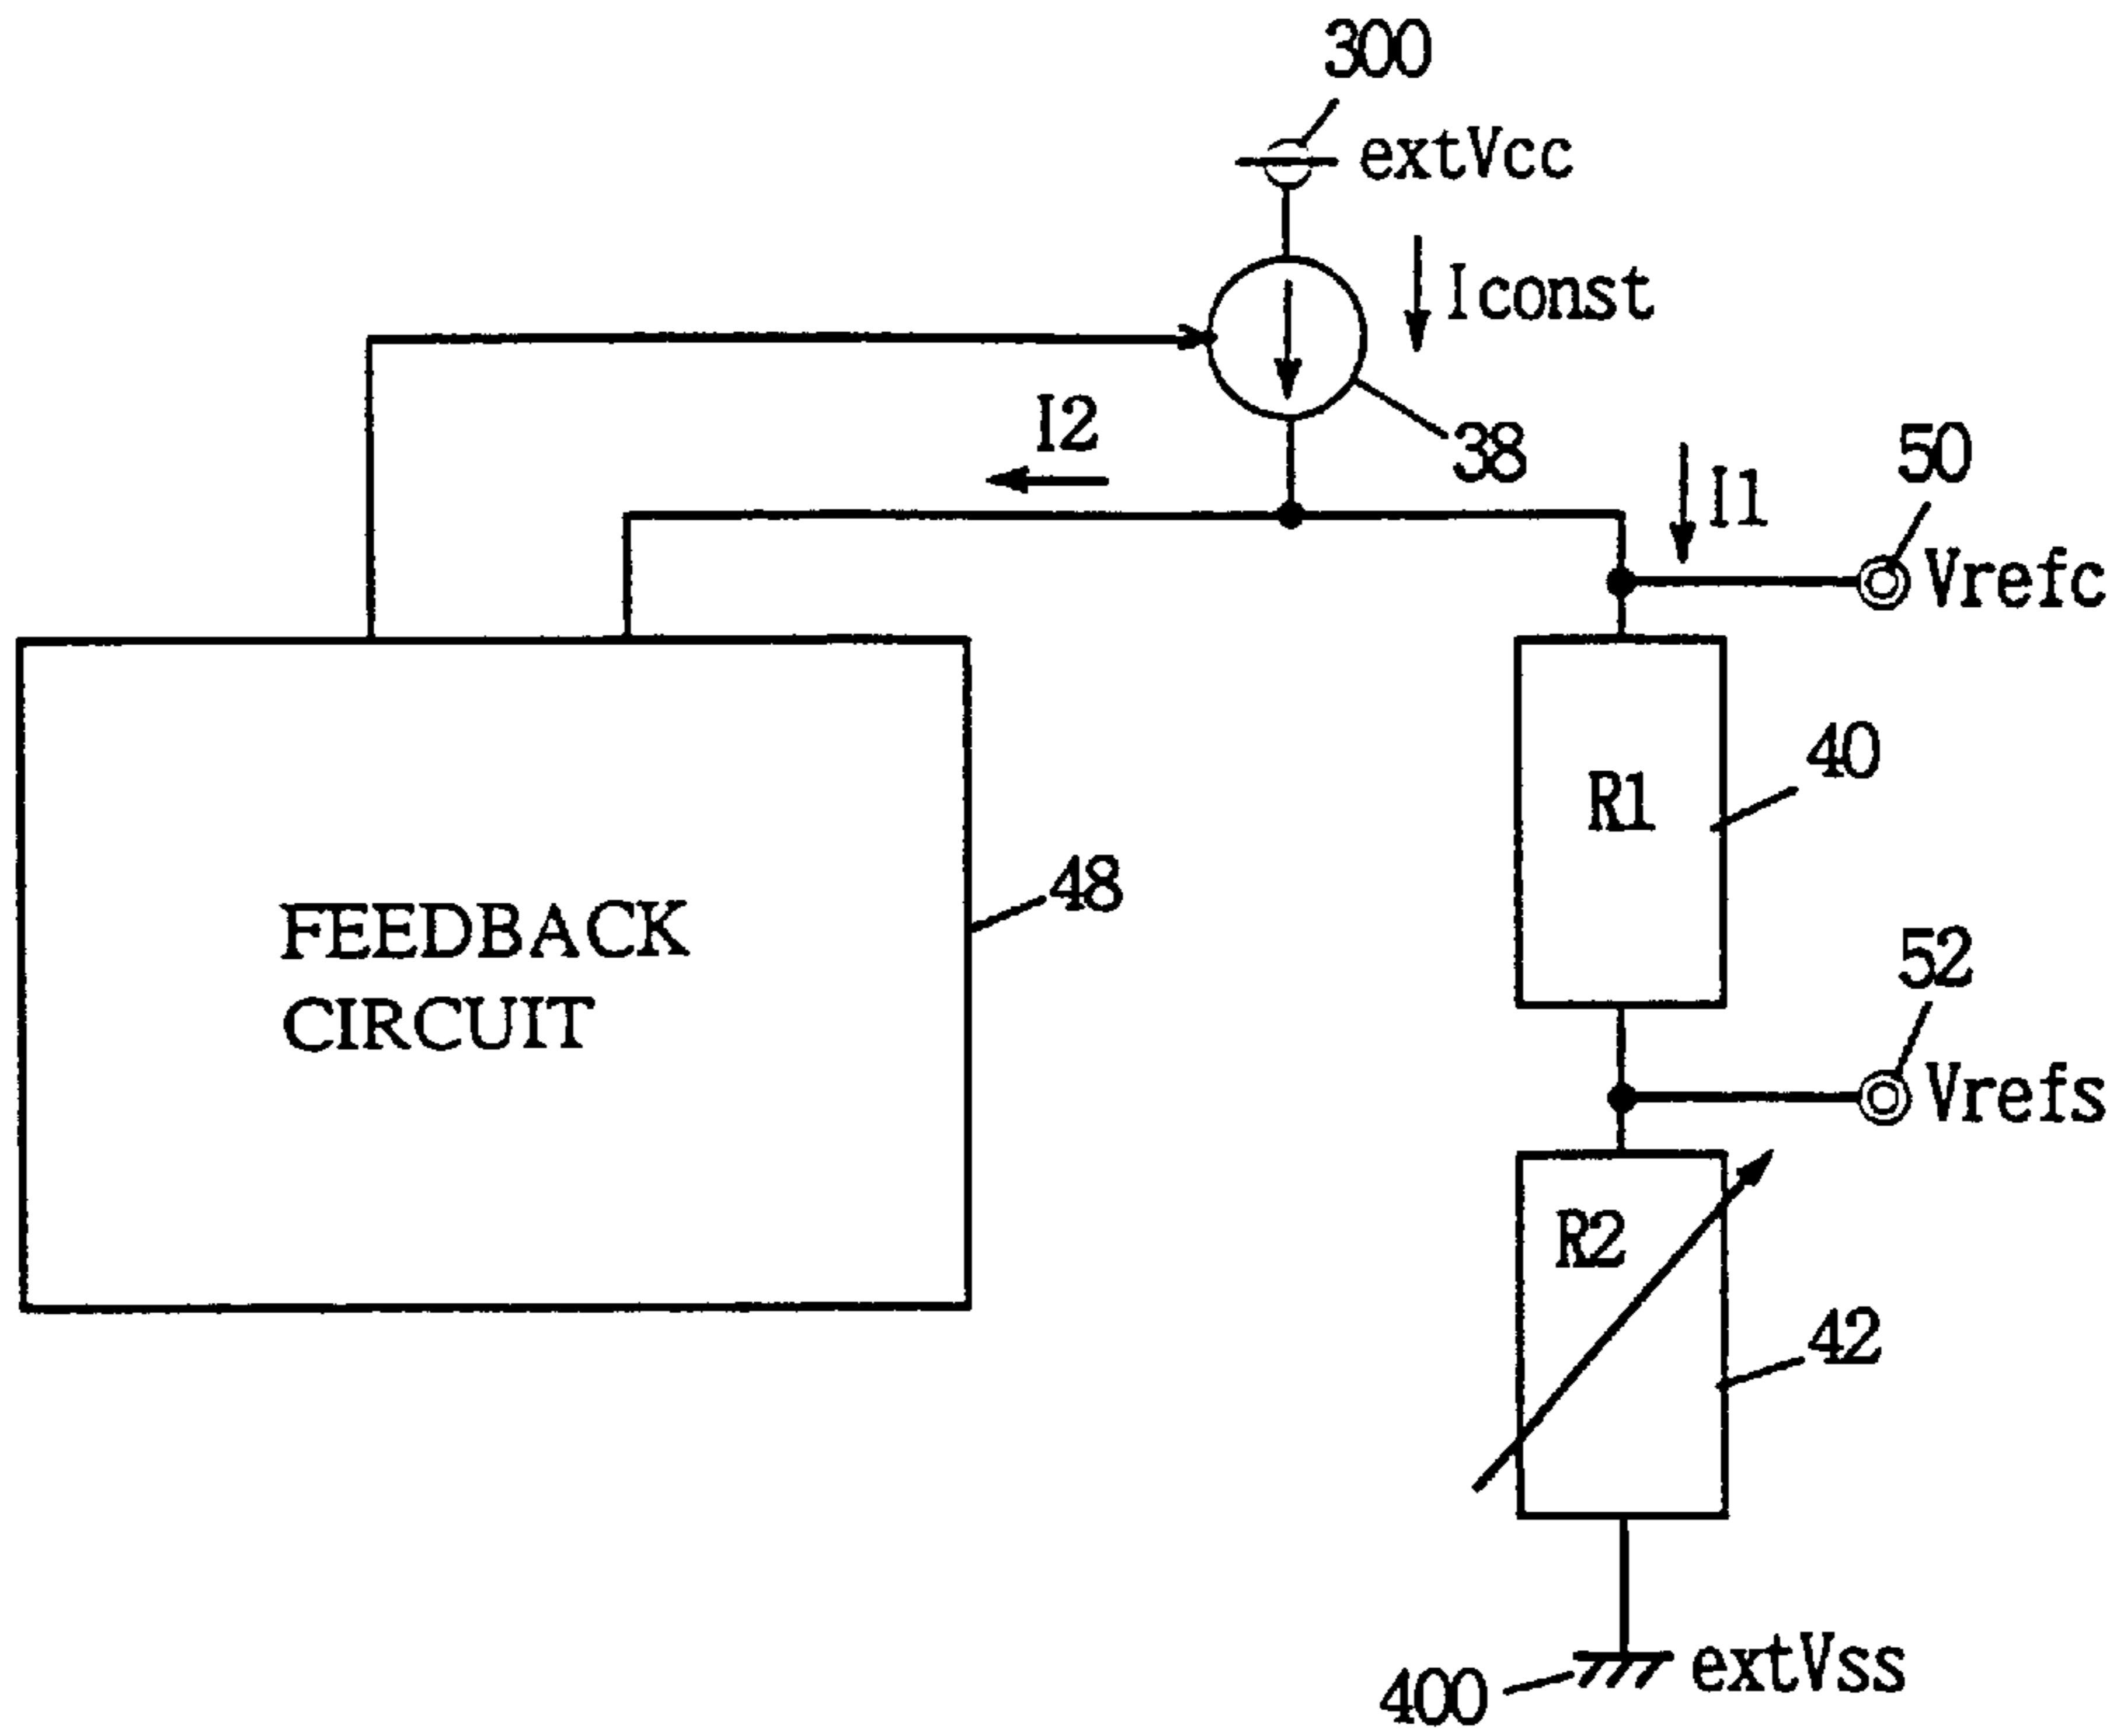 300
extVcc
Iconst
I2
38
I1
50
Vrefc
R1
40
FEEDBACK
CIRCUIT
48
52
Vrefs
R2
42
400
extVss